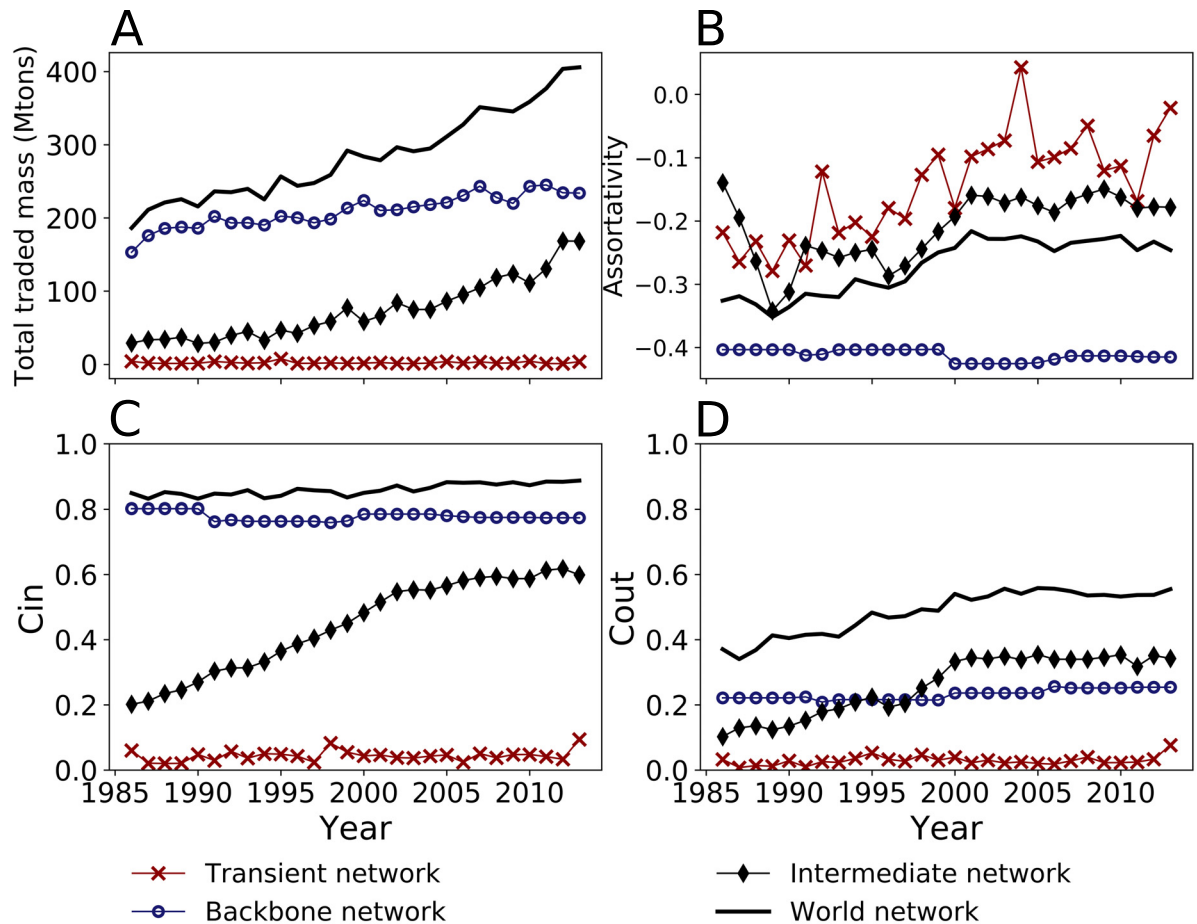 A
B
Total traded mass (Mtons)
400
300
200
100
0
Assortativity
0.0
−0.1
−0.2
−0.3
−0.4
C
D
Cin
1.0
0.8
0.6
0.4
0.2
0.0
1985 1990 1995 2000 2005 2010
Year
Cout
1.0
0.8
0.6
0.4
0.2
0.0
1985 1990 1995 2000 2005 2010
Year
Transient network
Intermediate network
Backbone network
World network